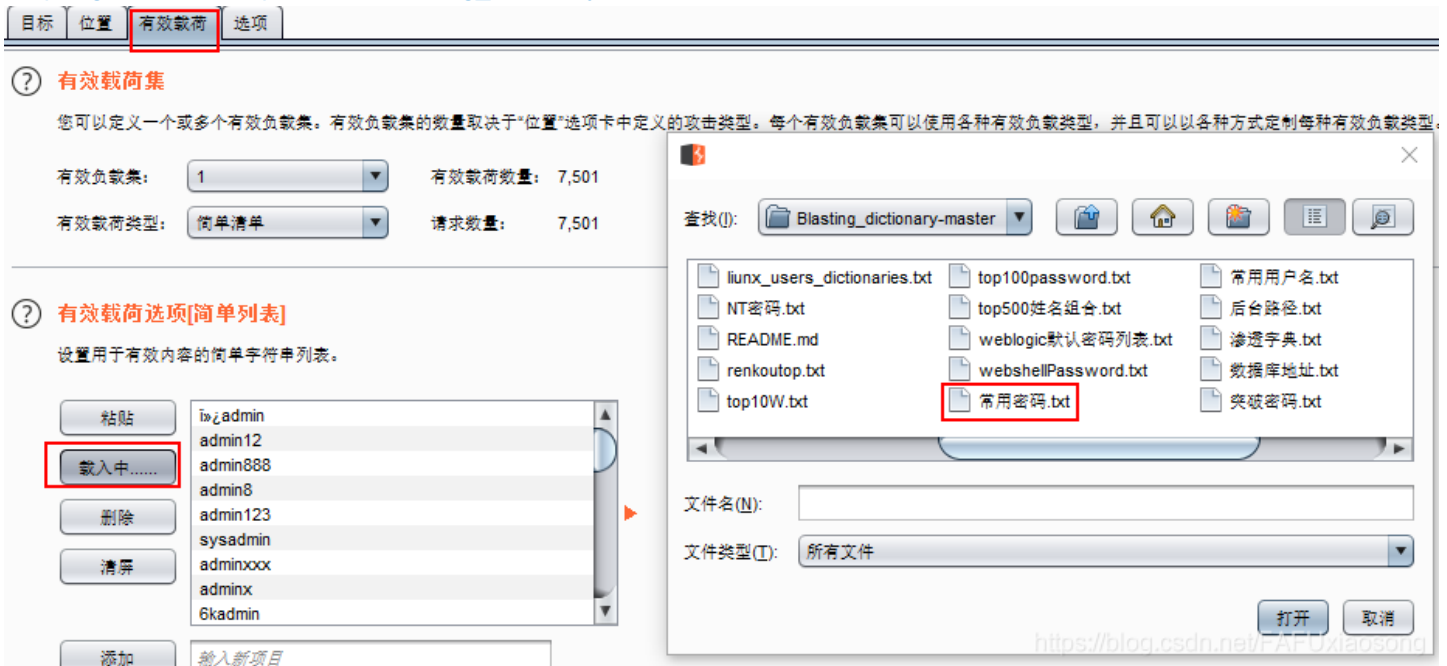 目标 位置 有效载荷 选项
有效载荷集
您可以定义一个或多个有效负载集。有效负载集的数量取决于“位置”选项卡中定义的攻击类型。每个有效负载集可以使用各种有效负载类型，并且可以以各种方式定制每种有效负载类型。
有效负载集： 1 有效载荷数量： 7,501
有效载荷类型： 简单清单 请求数量： 7,501
有效载荷选项[简单列表]
设置用于有效内容的简单字符串列表。
粘贴
载入中......
删除
清屏
添加
ï»¿admin
admin12
admin888
admin8
admin123
sysadmin
adminxxx
adminx
6kadmin
输入新项目
查找(I): Blasting_dictionary-master
liunx_users_dictionaries.txt top100password.txt 常用用户名.txt
NT密码.txt top500姓名组合.txt 后台路径.txt
README.md weblogic默认密码列表.txt 渗透字典.txt
renkoutop.txt webshellPassword.txt 数据库地址.txt
top10W.txt 常用密码.txt 突破密码.txt
文件名(N):
文件类型(T): 所有文件
打开 取消
https://blog.csdn.net/FAFUxiaosong